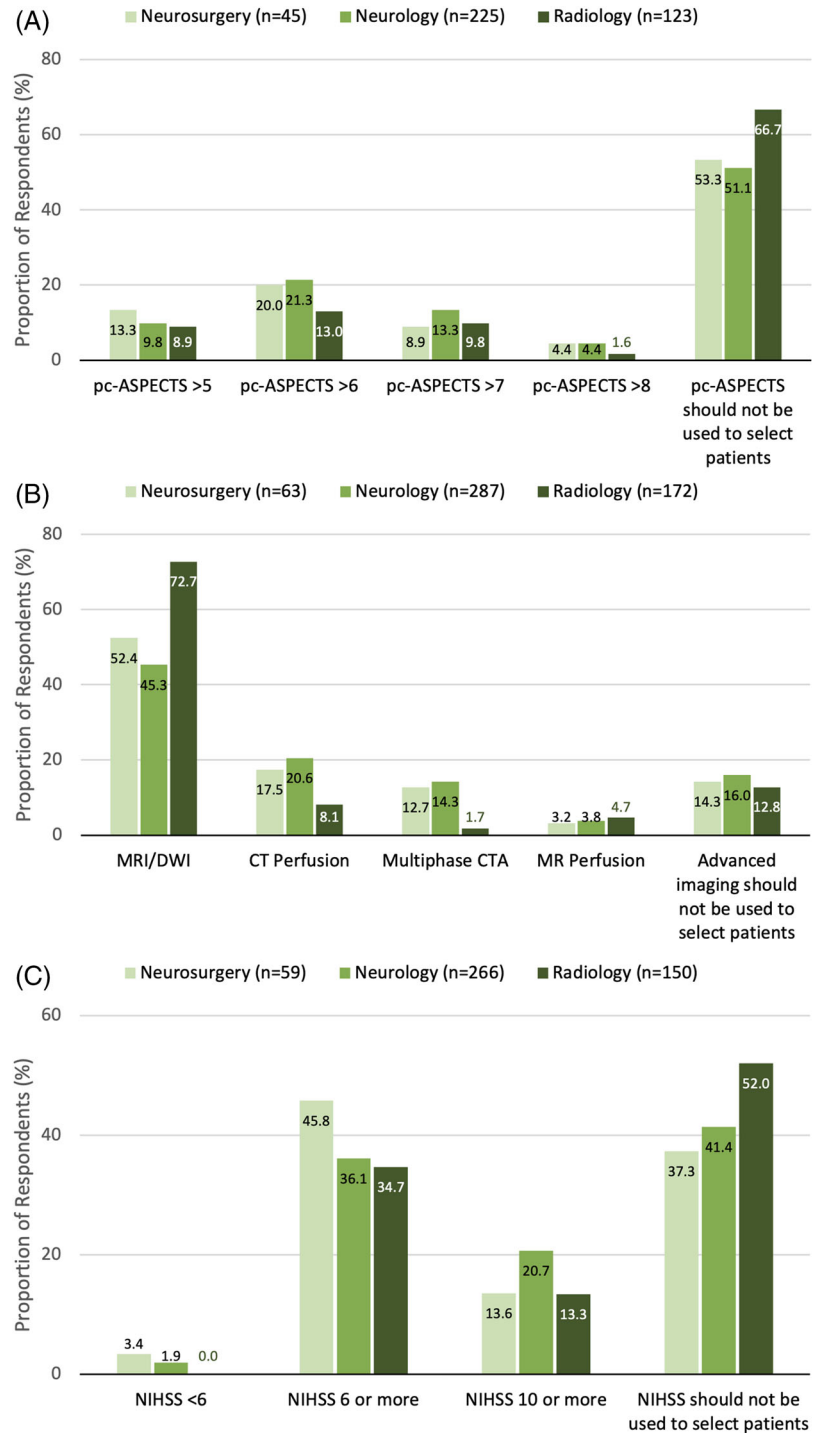 (A)
Neurosurgery (n=45) Neurology (n=225) Radiology (n=123)
Proportion of Respondents (%)
80
60
40
20
0
13.3 9.8 8.9
20.0 21.3 13.0
8.9 13.3 9.8
4.4 4.4 1.6
53.3 51.1 66.7
pc-ASPECTS >5 pc-ASPECTS >6 pc-ASPECTS >7 pc-ASPECTS >8 pc-ASPECTS
should not be
used to select
patients
(B)
Neurosurgery (n=63) Neurology (n=287) Radiology (n=172)
Proportion of Respondents (%)
80
60
40
20
0
52.4 45.3 72.7
17.5 20.6 8.1
12.7 14.3 1.7
3.2 3.8 4.7
14.3 16.0 12.8
MRI/DWI CT Perfusion Multiphase CTA MR Perfusion Advanced
imaging should
not be used to
select patients
(C)
Neurosurgery (n=59) Neurology (n=266) Radiology (n=150)
Proportion of Respondents (%)
60
40
20
0
3.4 1.9 0.0
45.8 36.1 34.7
13.6 20.7 13.3
37.3 41.4 52.0
NIHSS <6 NIHSS 6 or more NIHSS 10 or more NIHSS should not be
used to select patients